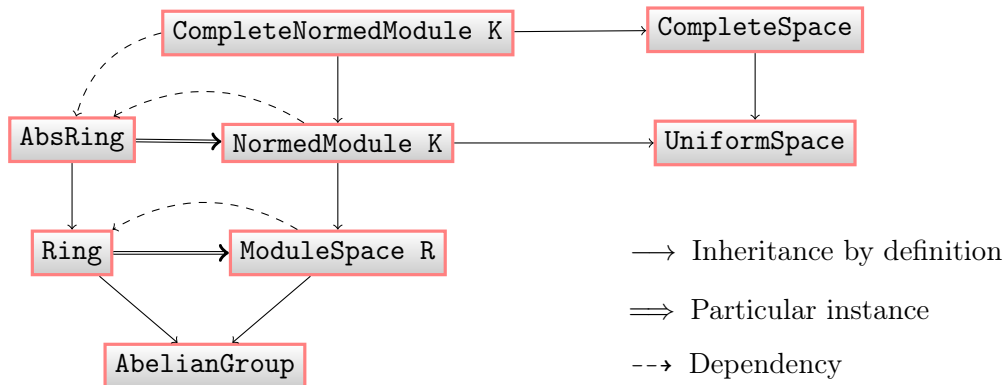 CompleteNormedModule K
CompleteSpace
AbsRing
NormedModule K
UniformSpace
Ring
ModuleSpace R
Inheritance by definition
Particular instance
AbelianGroup
Dependency